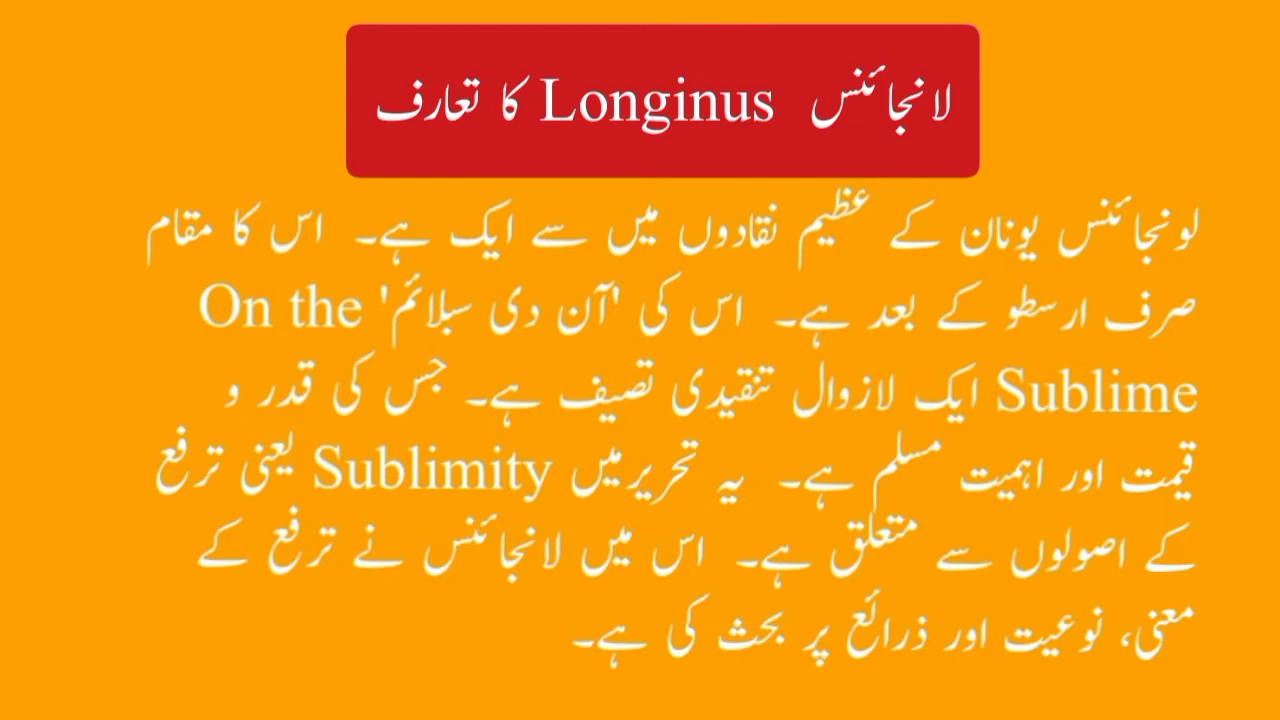 لانجائنس Longinus کا تعارف
لونجائنس یونان کے عظیم نقادوں میں سے ایک ہے۔ اس کا مقام
صرف ارسطو کے بعد ہے۔ اس کی 'آن دی سبلائم' On the
Sublime ایک لازوال تنقیدی تصیف ہے۔ جس کی قدر و
قیمت اور اہمیت مسلم ہے۔ یہ تحریرمیں Sublimity یعنی ترفع
کے اصولوں سے متعلق ہے۔ اس میں لانجائنس نے ترفع کے
معنی، نوعیت اور ذرائع پر بحث کی ہے۔